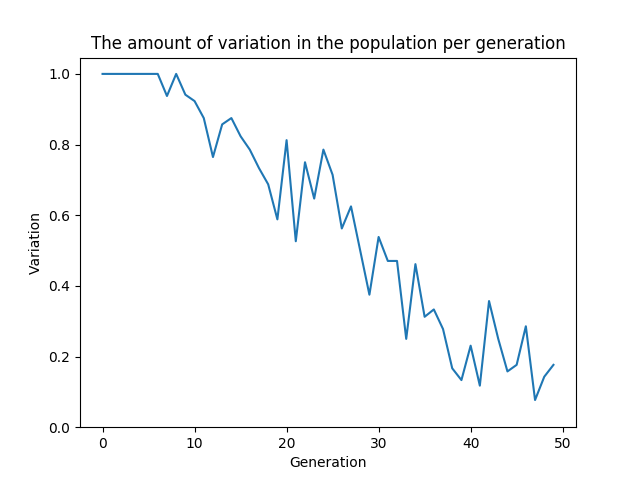 The amount of variation in the population per generation
1.0
0.8
0.6
0.4
0.2
0.0
Variation
0 10 20 30 40 50
Generation